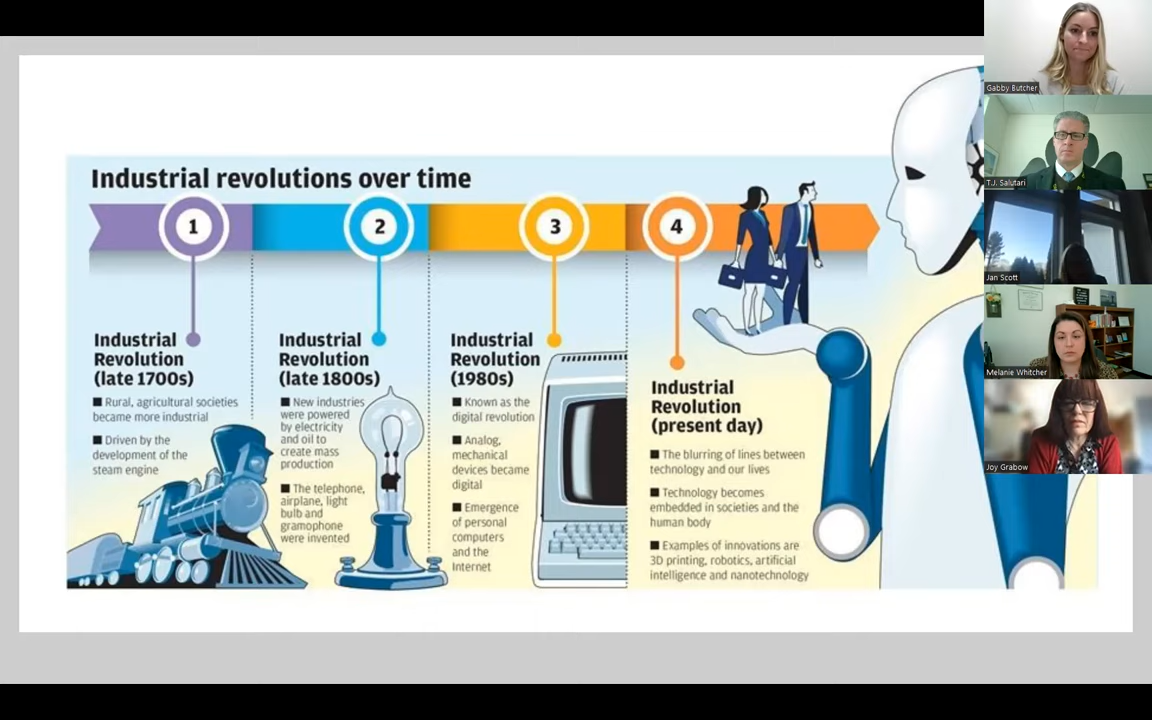 Industrial revolutions over time
1
2
3
4
Industrial
Revolution
(late 1700s)
■ Rural, agricultural societies
became more industrial
■ Driven by the
development of the
steam engine
Industrial
Revolution
(late 1800s)
■ New industries
were powered
by electricity
and oil to
create mass
production
■ The telephone,
airplane, light
bulb and
gramophone
were invented
Industrial
Revolution
(1980s)
■ Known as the
digital revolution
■ Analog,
mechanical
devices became
digital
■ Emergence
of personal
computers
and the
Internet
Industrial
Revolution
(present day)
■ The blurring of lines between
technology and our lives
■ Technology becomes
embedded in societies and the
human body
■ Examples of innovations are
3D printing, robotics, artificial
intelligence and nanotechnology
Gabby Butcher
T.J. Salutari
Jan Scott
Melanie Whitcher
Joy Grabow